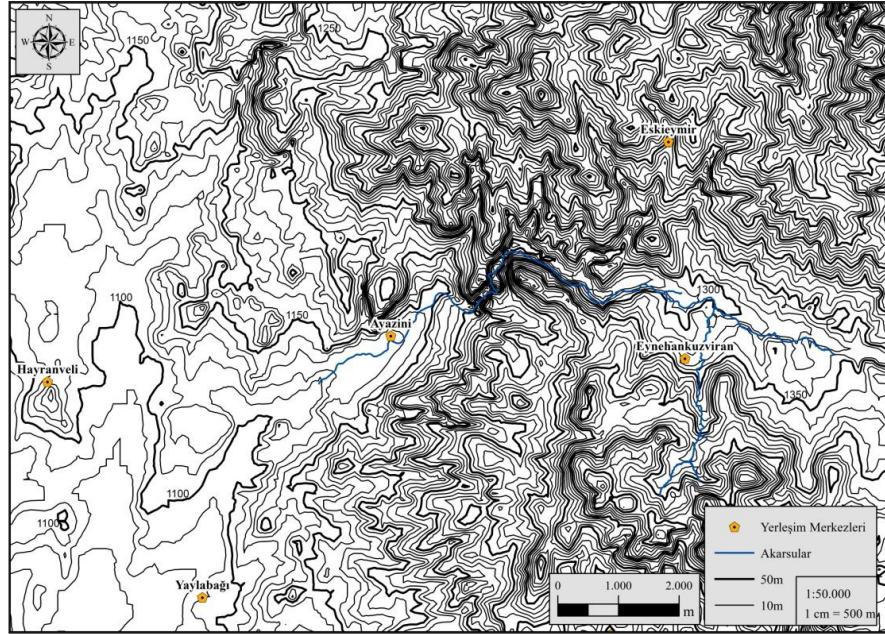 N
W E
S
1150
1250
Eskieymir
1100
1150
1300
Ayazini
Eynehankuzviran
Hayranveli
1350
1100
1100
Yaylabağı
Yerleşim Merkezleri
Akarsular
50m
10m
0 1.000 2.000
m
1:50.000
1 cm = 500 m